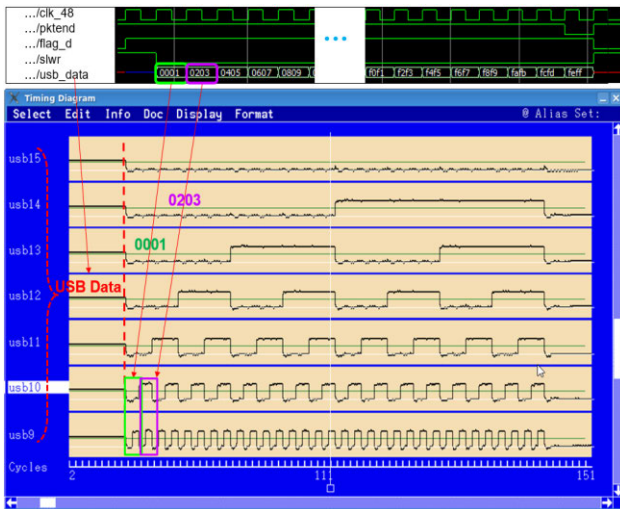 .../clk_48
.../pktend
.../flag_d
.../slwr
.../usb_data 0001 0203 0405 0607 0809 f0f1 f2f3 f4f5 f6f7 f8f9 fafb fcfd feff
Timing Diagram
Select Edit Info Doc Display Format @ Alias Set:
usb15
usb14
0203
usb13
0001
usb12
USB Data
usb11
usb10
usb9
Cycles
2 111 151